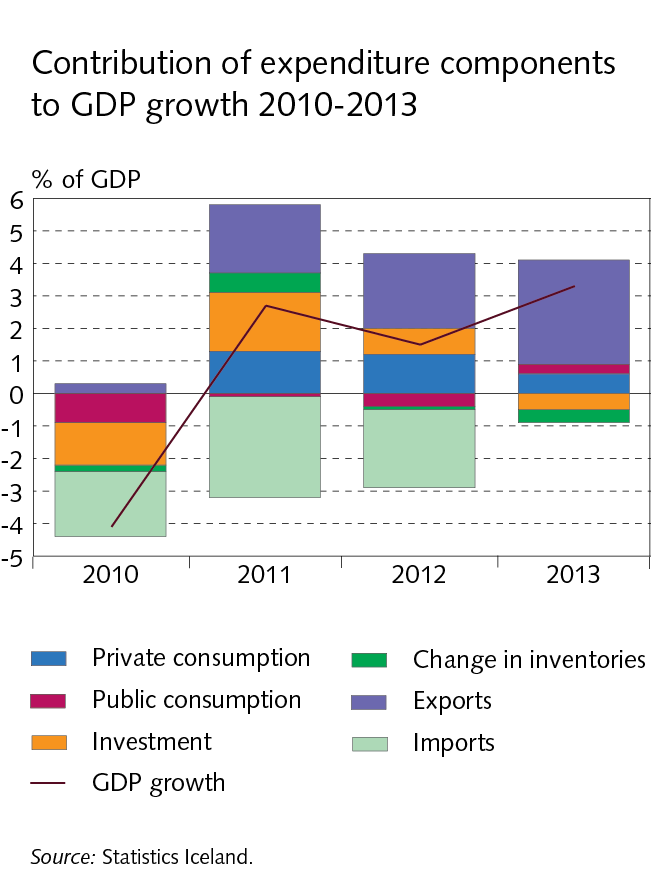 Contribution of expenditure components
to GDP growth 2010-2013
% of GDP
6
5
4
3
2
1
0
-1
-2
-3
-4
-5
2010 2011 2012 2013
Private consumption
Change in inventories
Public consumption
Exports
Investment
Imports
GDP growth
Source: Statistics Iceland.